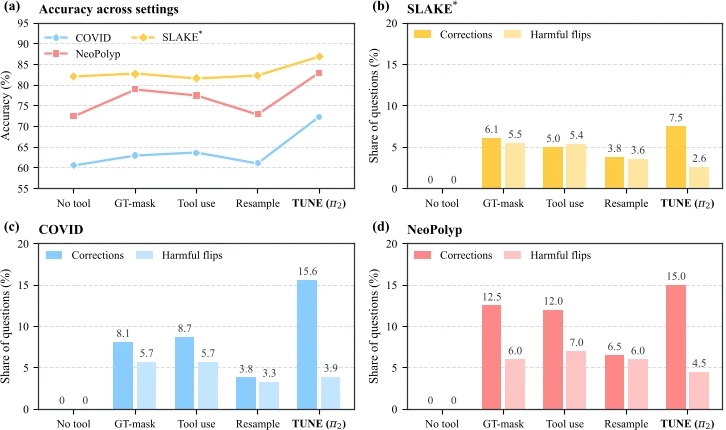 (a) Accuracy across settings
95
90
85
80
75
70
65
60
55
Accuracy (%)
COVID
SLAKE*
NeoPolyp
No tool GT-mask Tool use Resample TUNE (π2)
(b) SLAKE*
20
15
10
5
0
Share of questions (%)
Corrections Harmful flips
0 0 6.1 5.5 5.0 5.4 3.8 3.6 7.5 2.6
No tool GT-mask Tool use Resample TUNE (π2)
(c) COVID
20
15
10
5
0
Share of questions (%)
Corrections Harmful flips
0 0 8.1 5.7 8.7 5.7 3.8 3.3 15.6 3.9
No tool GT-mask Tool use Resample TUNE (π2)
(d) NeoPolyp
20
15
10
5
0
Share of questions (%)
Corrections Harmful flips
0 0 12.5 6.0 12.0 7.0 6.5 6.0 15.0 4.5
No tool GT-mask Tool use Resample TUNE (π2)